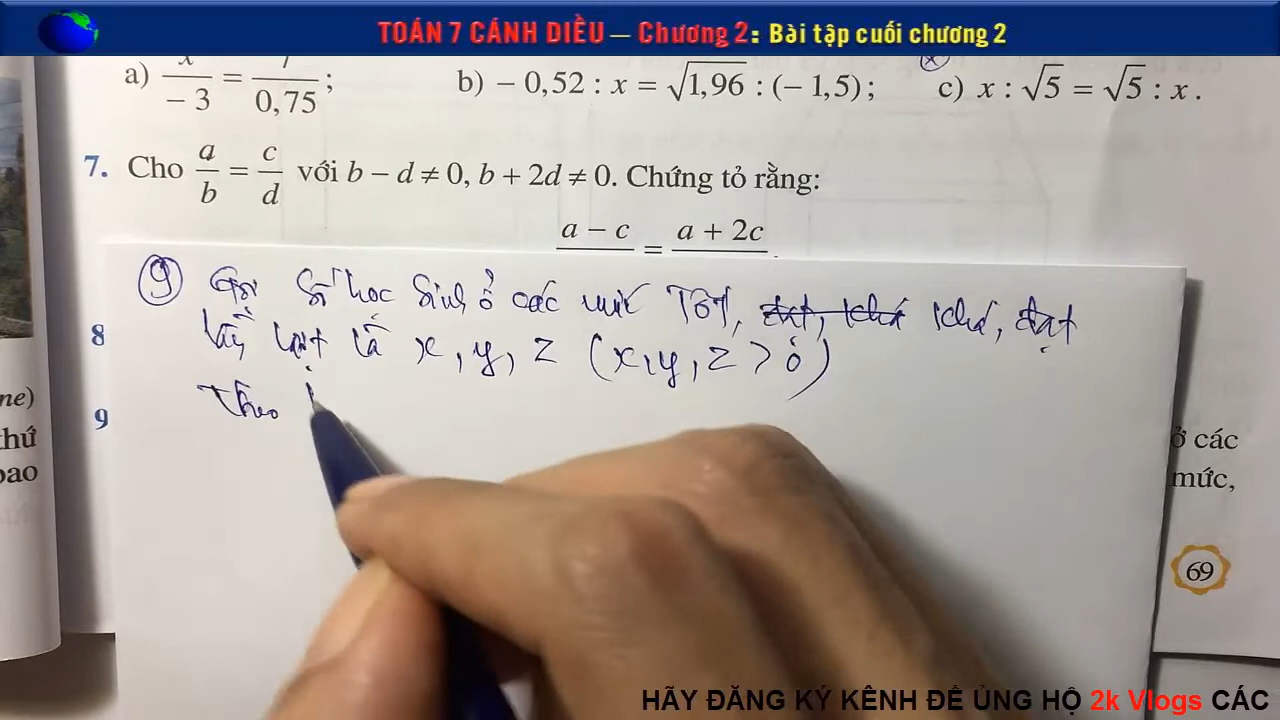 TOÁN 7 CÁNH DIỀU – Chương 2: Bài tập cuối chương 2
a) x/-3 = 7/0,75; b) – 0,52 : x = √1,96 : (– 1,5); c) x : √5 = √5 : x.
7. Cho a/b = c/d với b – d ≠ 0, b + 2d ≠ 0. Chứng tỏ rằng:
a – c = a + 2c
9 Gọi số học sinh ở các mức Tốt, đạt, khá khá, đạt
8 lần lượt là x, y, z (x, y, z > 0)
ne) Theo
9
hứ ở các
bao mức,
69
HÃY ĐĂNG KÝ KÊNH ĐỂ ỦNG HỘ 2k Vlogs CÁC